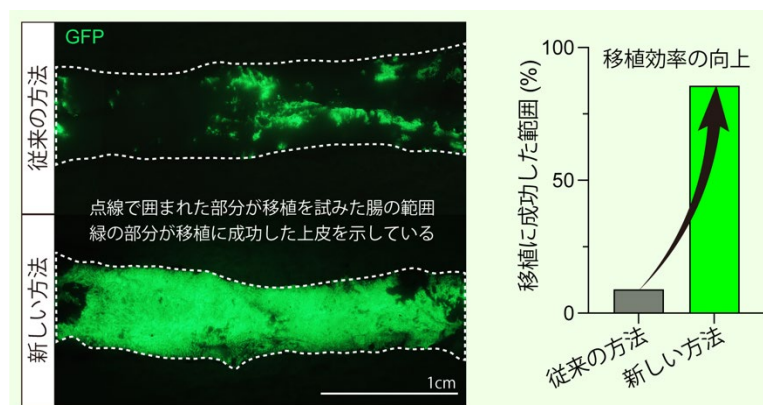 GFP
従来の方法
点線で囲まれた部分が移植を試みた腸の範囲
緑の部分が移植に成功した上皮を示している
新しい方法
1cm
移植効率の向上
移植に成功した範囲 (%)
100
50
0
従来の方法
新しい方法